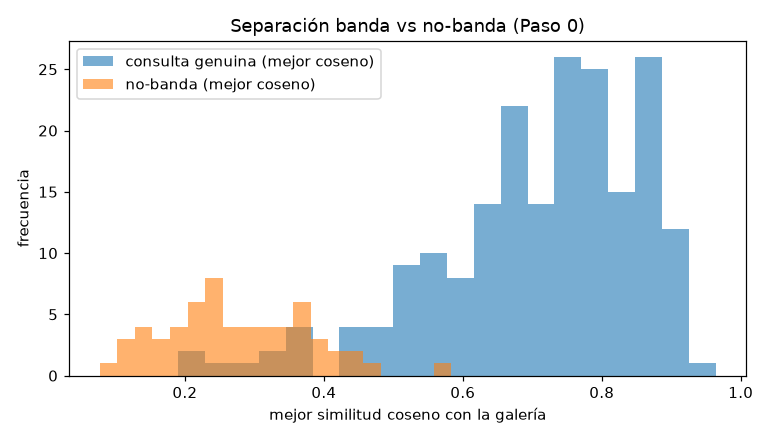 Separación banda vs no-banda (Paso 0)
consulta genuina (mejor coseno)
no-banda (mejor coseno)
frecuencia
25
20
15
10
5
0
0.2 0.4 0.6 0.8 1.0
mejor similitud coseno con la galería